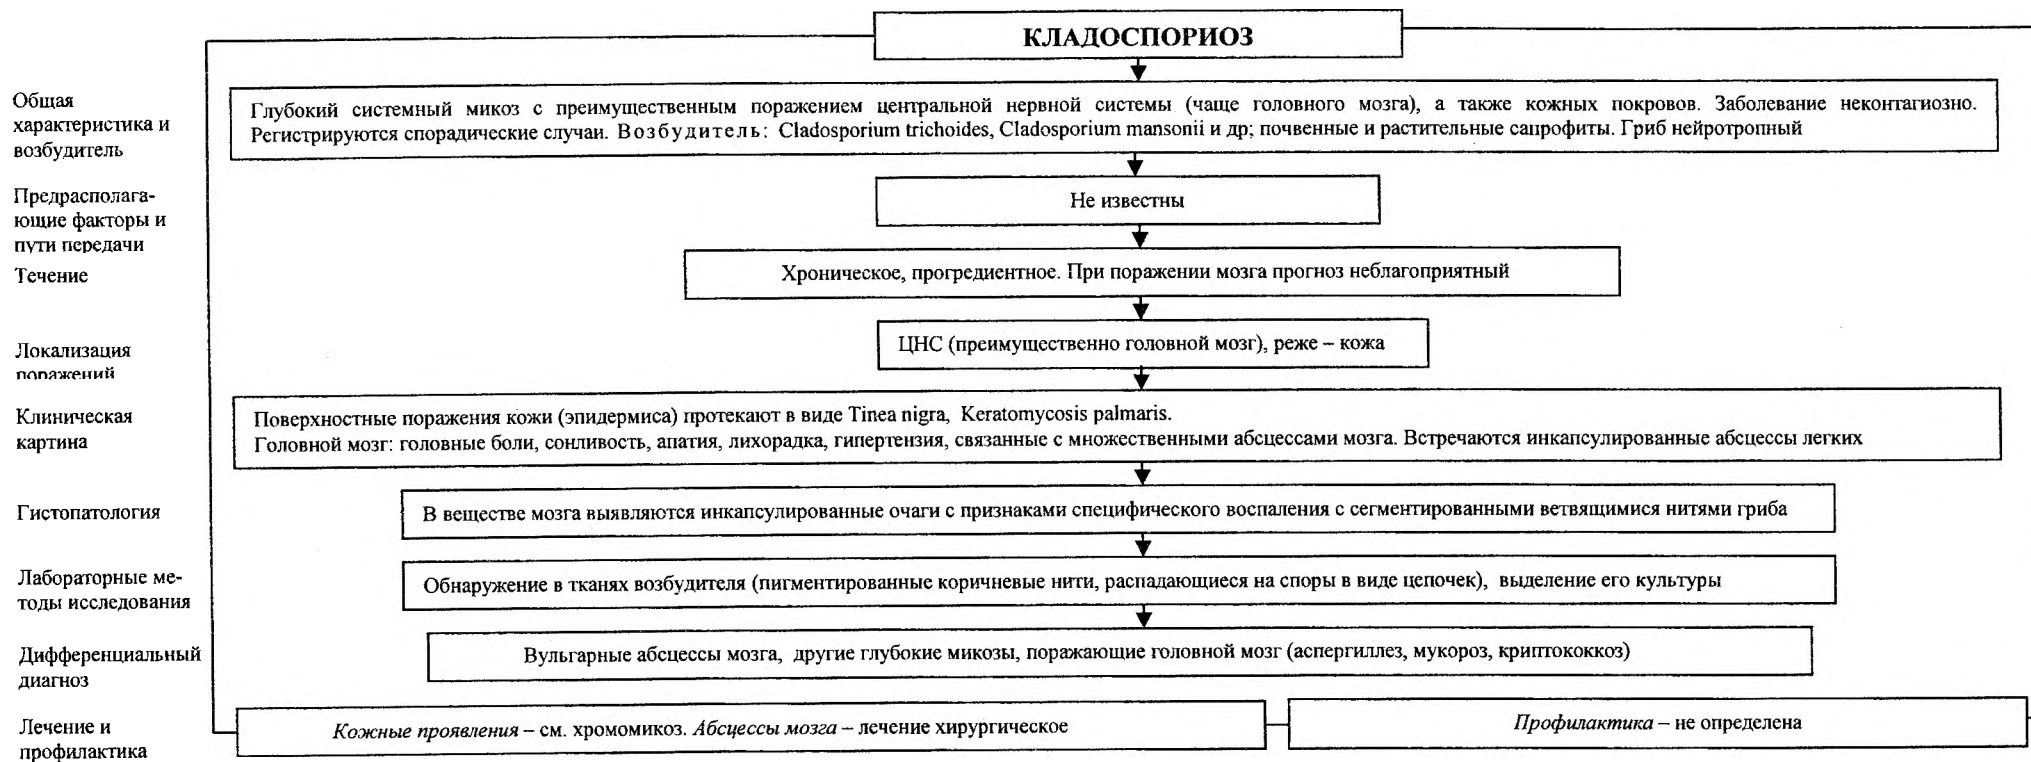 КЛАДОСПОРИОЗ
Общая
характеристика и
возбудитель
Глубокий системный микоз с преимущественным поражением центральной нервной системы (чаще головного мозга), а также кожных покровов. Заболевание неконтагиозно.
Регистрируются спорадические случаи. Возбудитель: Cladosporium trichoides, Cladosporium mansonii и др; почвенные и растительные сапрофиты. Гриб нейротропный
Предрасполага-
ющие факторы и
пути передачи
Не известны
Течение
Хроническое, прогредиентное. При поражении мозга прогноз неблагоприятный
Локализация
поражений
ЦНС (преимущественно головной мозг), реже – кожа
Клиническая
картина
Поверхностные поражения кожи (эпидермиса) протекают в виде Tinea nigra, Keratomycosis palmaris.
Головной мозг: головные боли, сонливость, апатия, лихорадка, гипертензия, связанные с множественными абсцессами мозга. Встречаются инкапсулированные абсцессы легких
Гистопатология
В веществе мозга выявляются инкапсулированные очаги с признаками специфического воспаления с сегментированными ветвящимися нитями гриба
Лабораторные ме-
тоды исследования
Обнаружение в тканях возбудителя (пигментированные коричневые нити, распадающиеся на споры в виде цепочек), выделение его культуры
Дифференциальный
диагноз
Вульгарные абсцессы мозга, другие глубокие микозы, поражающие головной мозг (аспергиллез, мукороз, криптококкоз)
Лечение и
профилактика
Кожные проявления – см. хромомикоз. Абсцессы мозга – лечение хирургическое
Профилактика – не определена